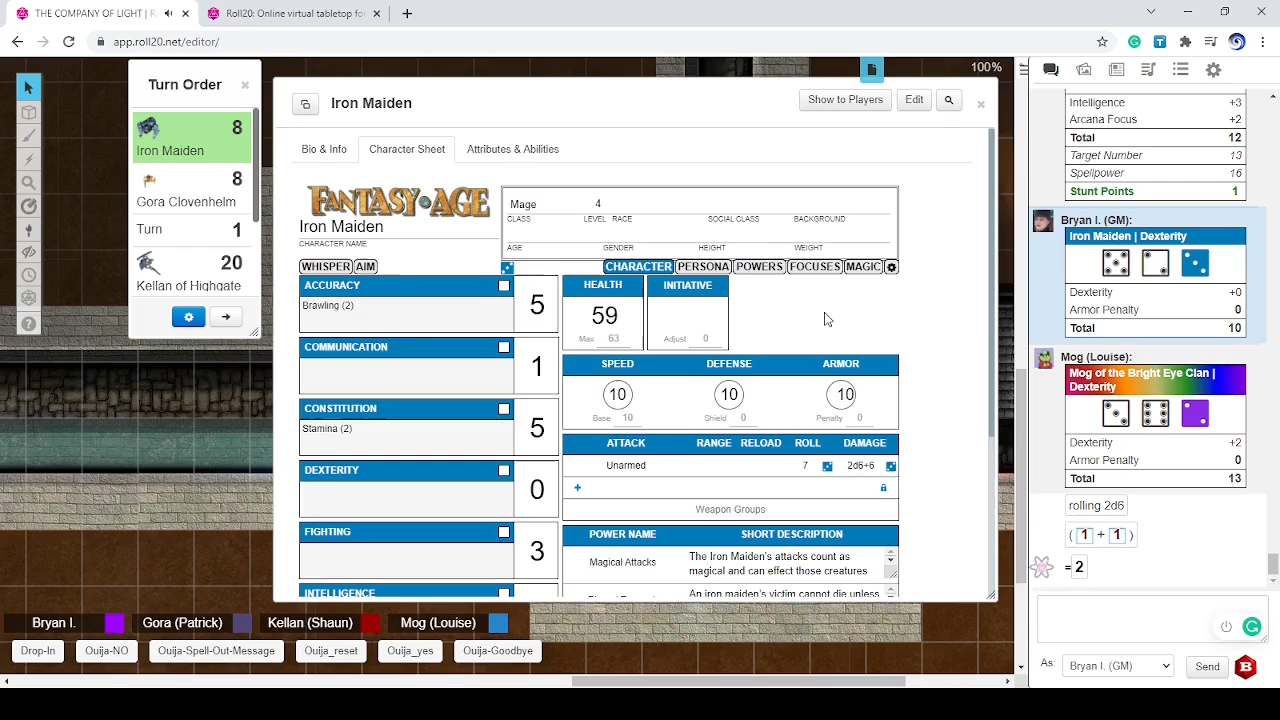 THE COMPANY OF LIGHT | R
Roll20: Online virtual tabletop fo
app.roll20.net/editor/
Turn Order
8
Iron Maiden
8
Gora Clovenhelm
Turn 1
20
Kellan of Highgate
100%
Iron Maiden
Show to Players
Edit
Bio & Info
Character Sheet
Attributes & Abilities
FANTASY AGE
Iron Maiden
CHARACTER NAME
Mage 4
CLASS LEVEL RACE SOCIAL CLASS BACKGROUND
AGE GENDER HEIGHT WEIGHT
WHISPER AIM
CHARACTER PERSONA POWERS FOCUSES MAGIC
ACCURACY
Brawling (2)
5
COMMUNICATION
1
CONSTITUTION
Stamina (2)
5
DEXTERITY
0
FIGHTING
3
INTELLIGENCE
HEALTH
59
Max 63
INITIATIVE
Adjust 0
SPEED DEFENSE ARMOR
10 10 10
Base 10 Shield 0 Penalty 0
ATTACK RANGE RELOAD ROLL DAMAGE
Unarmed 7 2d6+6
+
Weapon Groups
POWER NAME SHORT DESCRIPTION
Magical Attacks
The Iron Maiden's attacks count as
magical and can effect those creatures
An iron maiden's victim cannot die unless
Bryan I.
Gora (Patrick)
Kellan (Shaun)
Mog (Louise)
Drop-In
Ouija-NO
Ouija-Spell-Out-Message
Ouija_reset
Ouija_yes
Ouija-Goodbye
Intelligence +3
Arcana Focus +2
Total 12
Target Number 13
Spellpower 16
Stunt Points 1
Bryan I. (GM):
Iron Maiden | Dexterity
Dexterity +0
Armor Penalty 0
Total 10
Mog (Louise):
Mog of the Bright Eye Clan |
Dexterity
Dexterity +2
Armor Penalty 0
Total 13
rolling 2d6
( 1 + 1 )
=2
As: Bryan I. (GM)
Send